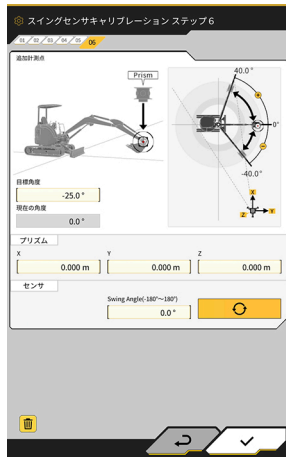 スイングセンサキャリブレーション ステップ6
01 / 02 / 03 / 04 / 05 06
追加計測点
Prism
40.0°
+
0°
-
-40.0°
X
Z Y
目標角度
-25.0 °
現在の角度
0.0 °
プリズム
X Y Z
0.000 m 0.000 m 0.000 m
センサ
Swing Angle(-180°~180°)
0.0 °